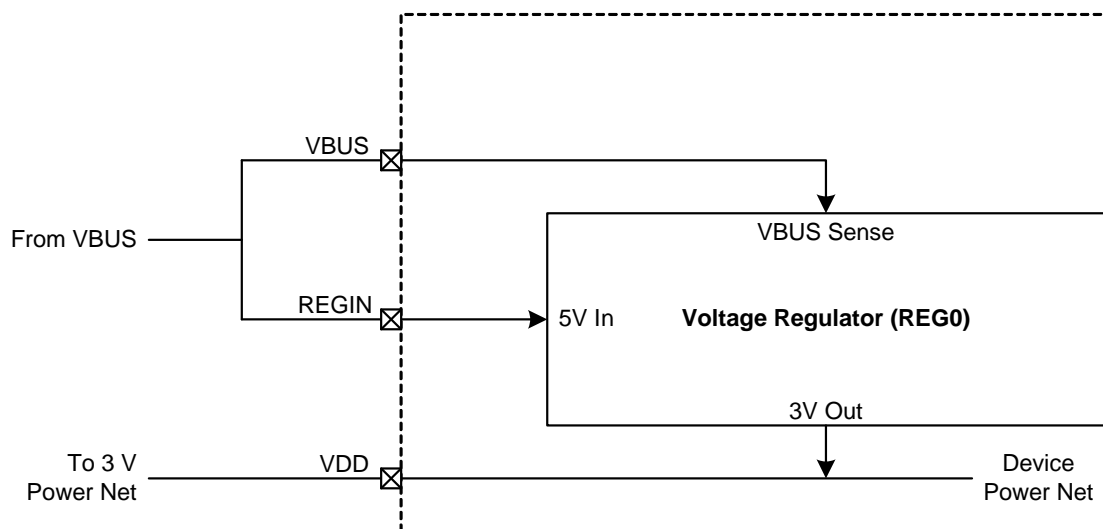 VBUS
From VBUS
VBUS Sense
REGIN
5V In
Voltage Regulator (REG0)
3V Out
To 3 V
Power Net
VDD
Device
Power Net